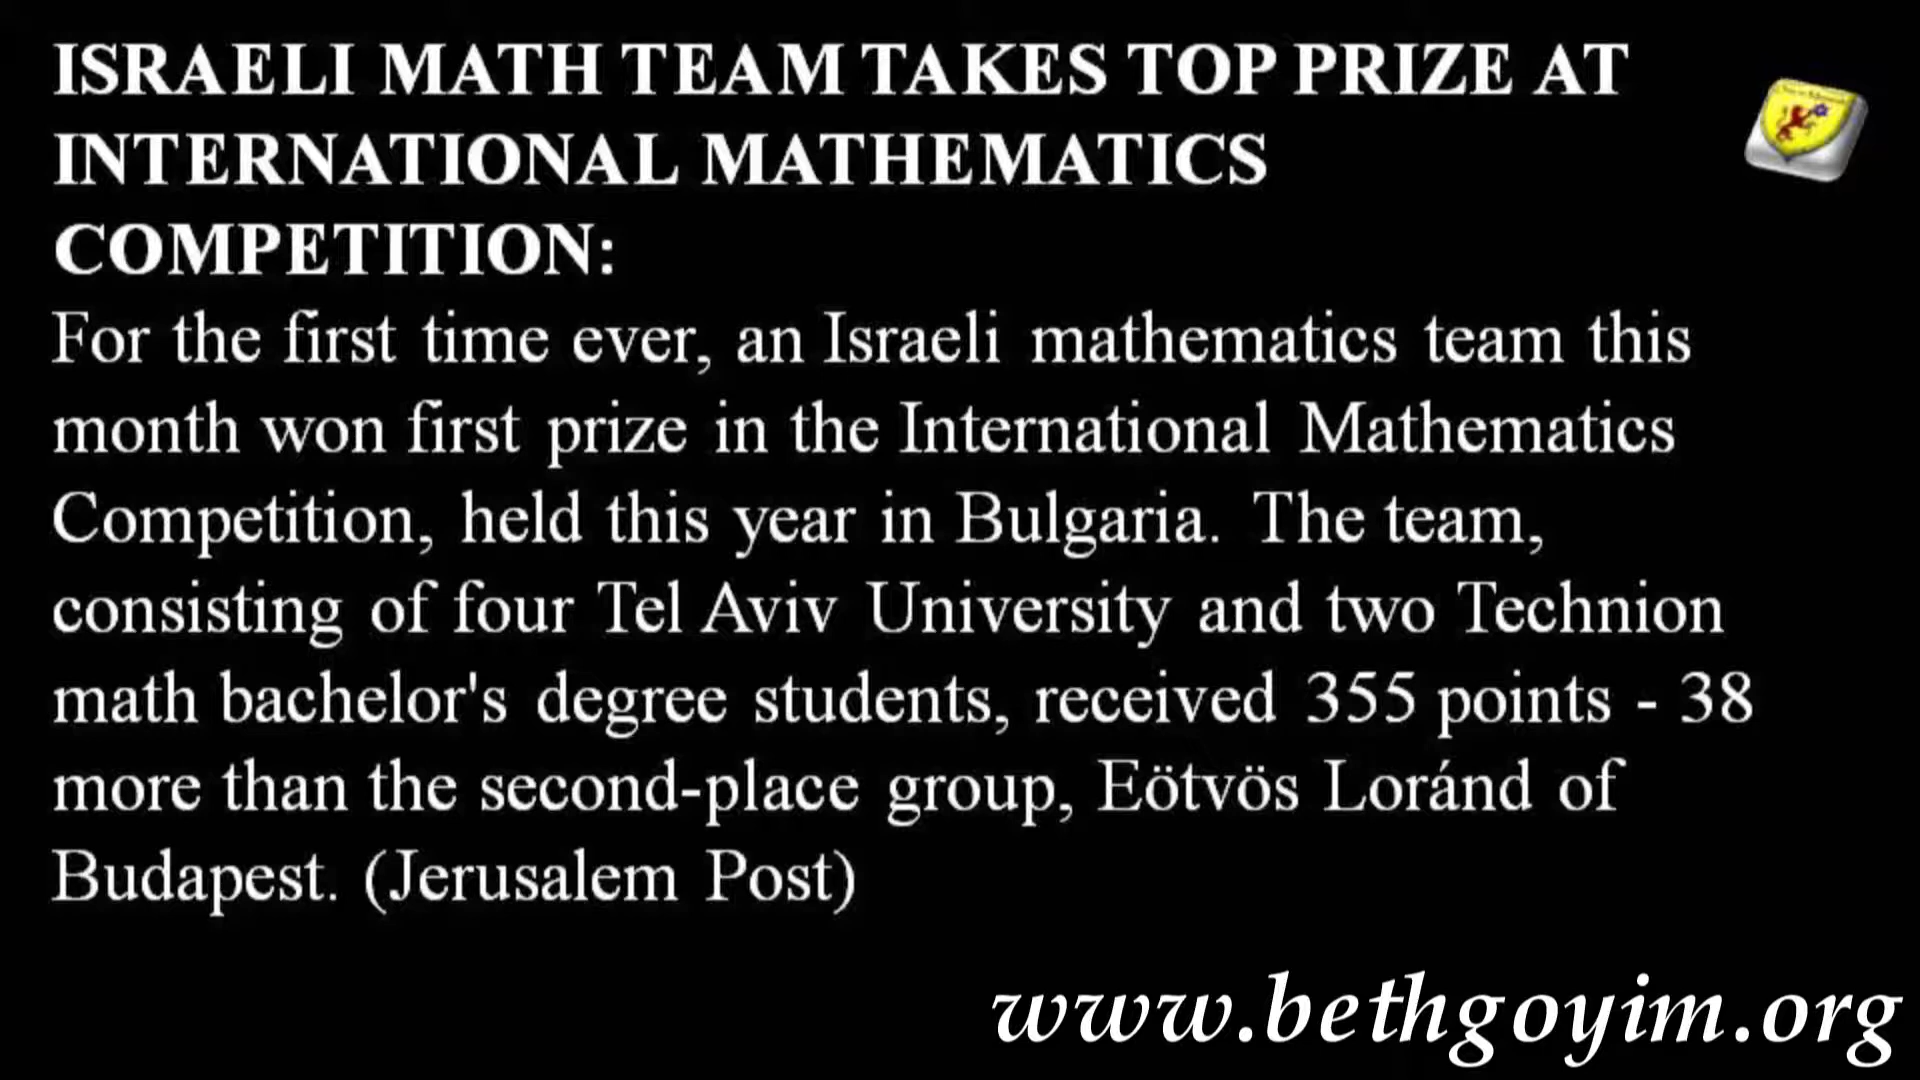 ISRAELI MATH TEAM TAKES TOP PRIZE AT
INTERNATIONAL MATHEMATICS
COMPETITION:
For the first time ever, an Israeli mathematics team this
month won first prize in the International Mathematics
Competition, held this year in Bulgaria. The team,
consisting of four Tel Aviv University and two Technion
math bachelor's degree students, received 355 points - 38
more than the second-place group, Eötvös Loránd of
Budapest. (Jerusalem Post)
www.bethgoyim.org